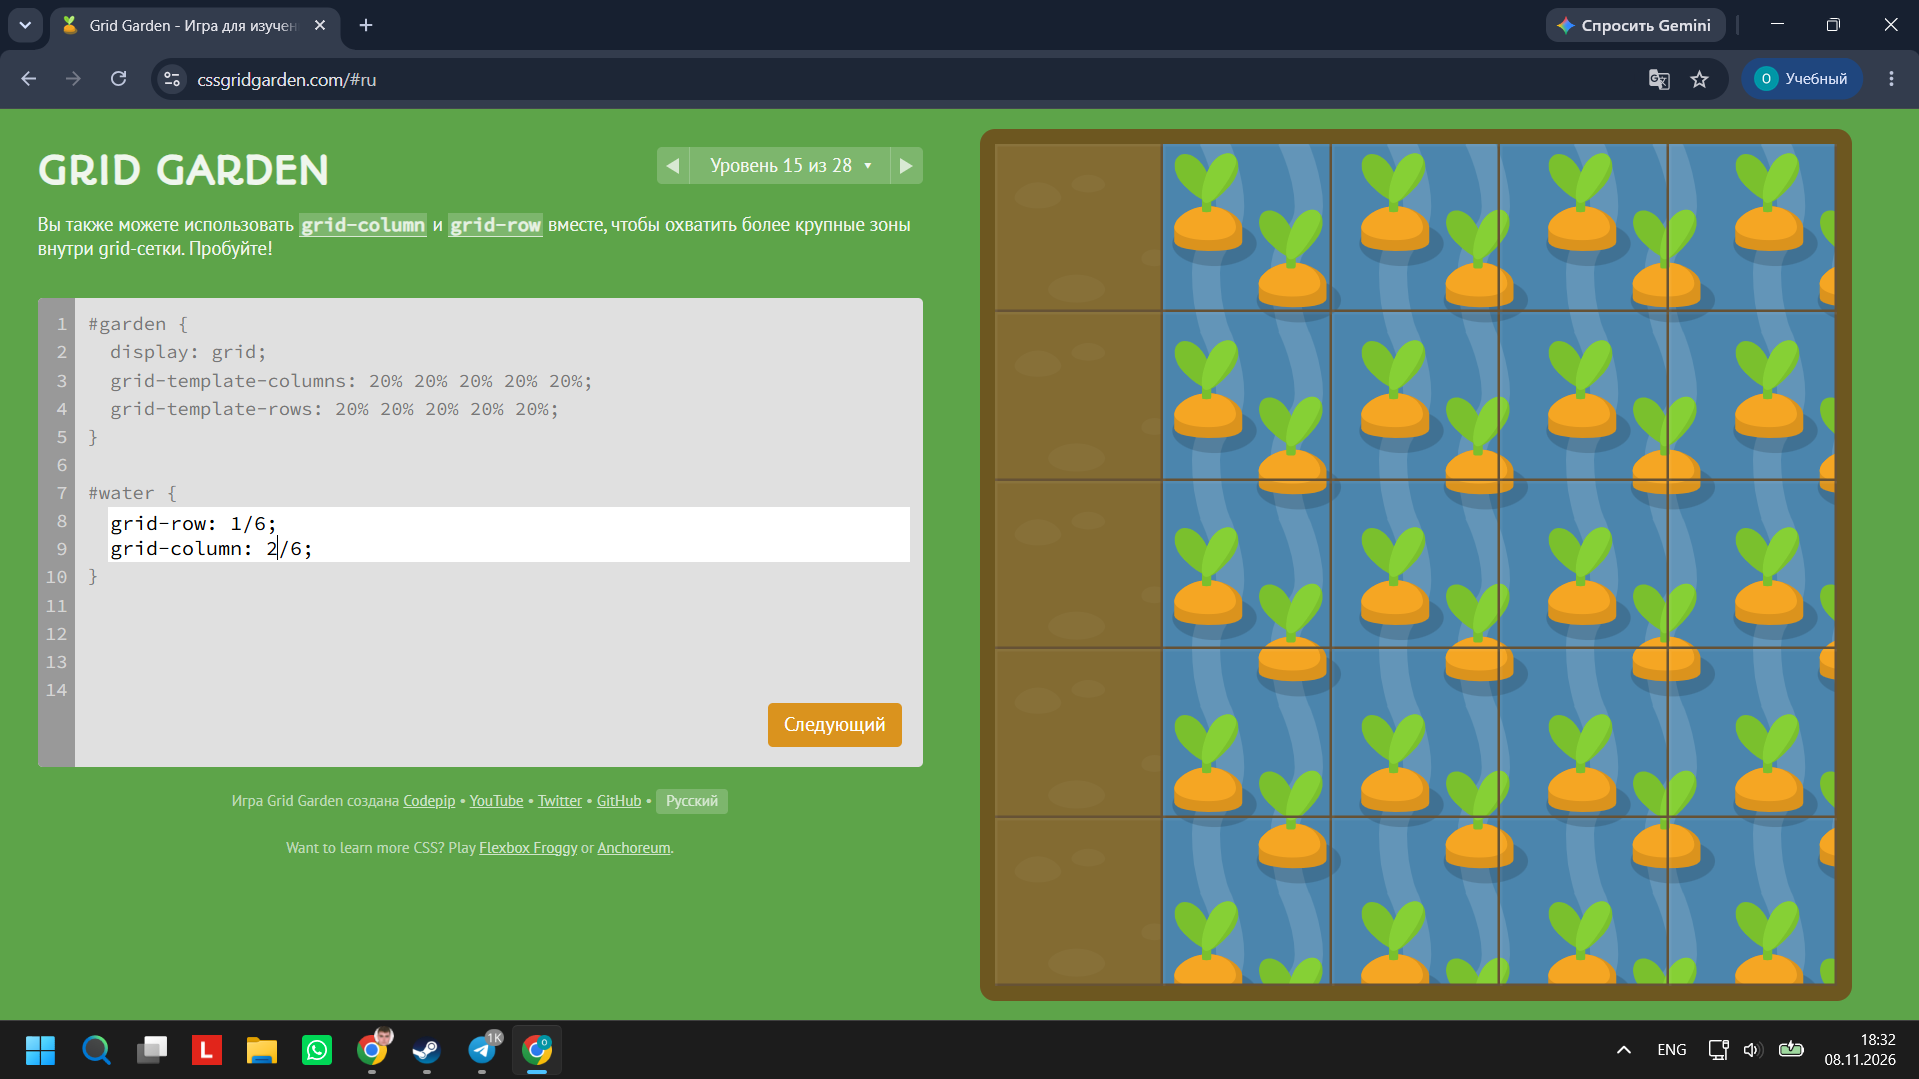 Grid Garden - Игра для изучен
Спросить Gemini
cssgridgarden.com/#ru
O Учебный
GRID GARDEN
Уровень 15 из 28
Вы также можете использовать grid-column и grid-row вместе, чтобы охватить более крупные зоны
внутри grid-сетки. Пробуйте!
1 #garden {
2 display: grid;
3 grid-template-columns: 20% 20% 20% 20% 20%;
4 grid-template-rows: 20% 20% 20% 20% 20%;
5 }
6
7 #water {
8 grid-row: 1/6;
9 grid-column: 2/6;
10 }
11
12
13
14
Следующий
Игра Grid Garden создана Codepip • YouTube • Twitter • GitHub • Русский
Want to learn more CSS? Play Flexbox Froggy or Anchoreum.
L
1K
O
ENG
18:32
08.11.2026